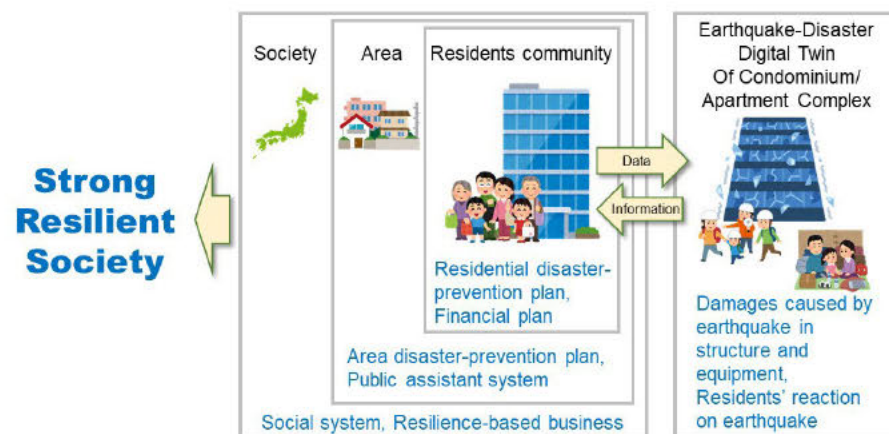 Strong
Resilient
Society
Society
Area
Residents community
Residential disaster-
prevention plan,
Financial plan
Area disaster-prevention plan,
Public assistant system
Social system, Resilience-based business
Data
Information
Earthquake-Disaster
Digital Twin
Of Condominium/
Apartment Complex
Damages caused by
earthquake in
structure and
equipment,
Residents' reaction
on earthquake